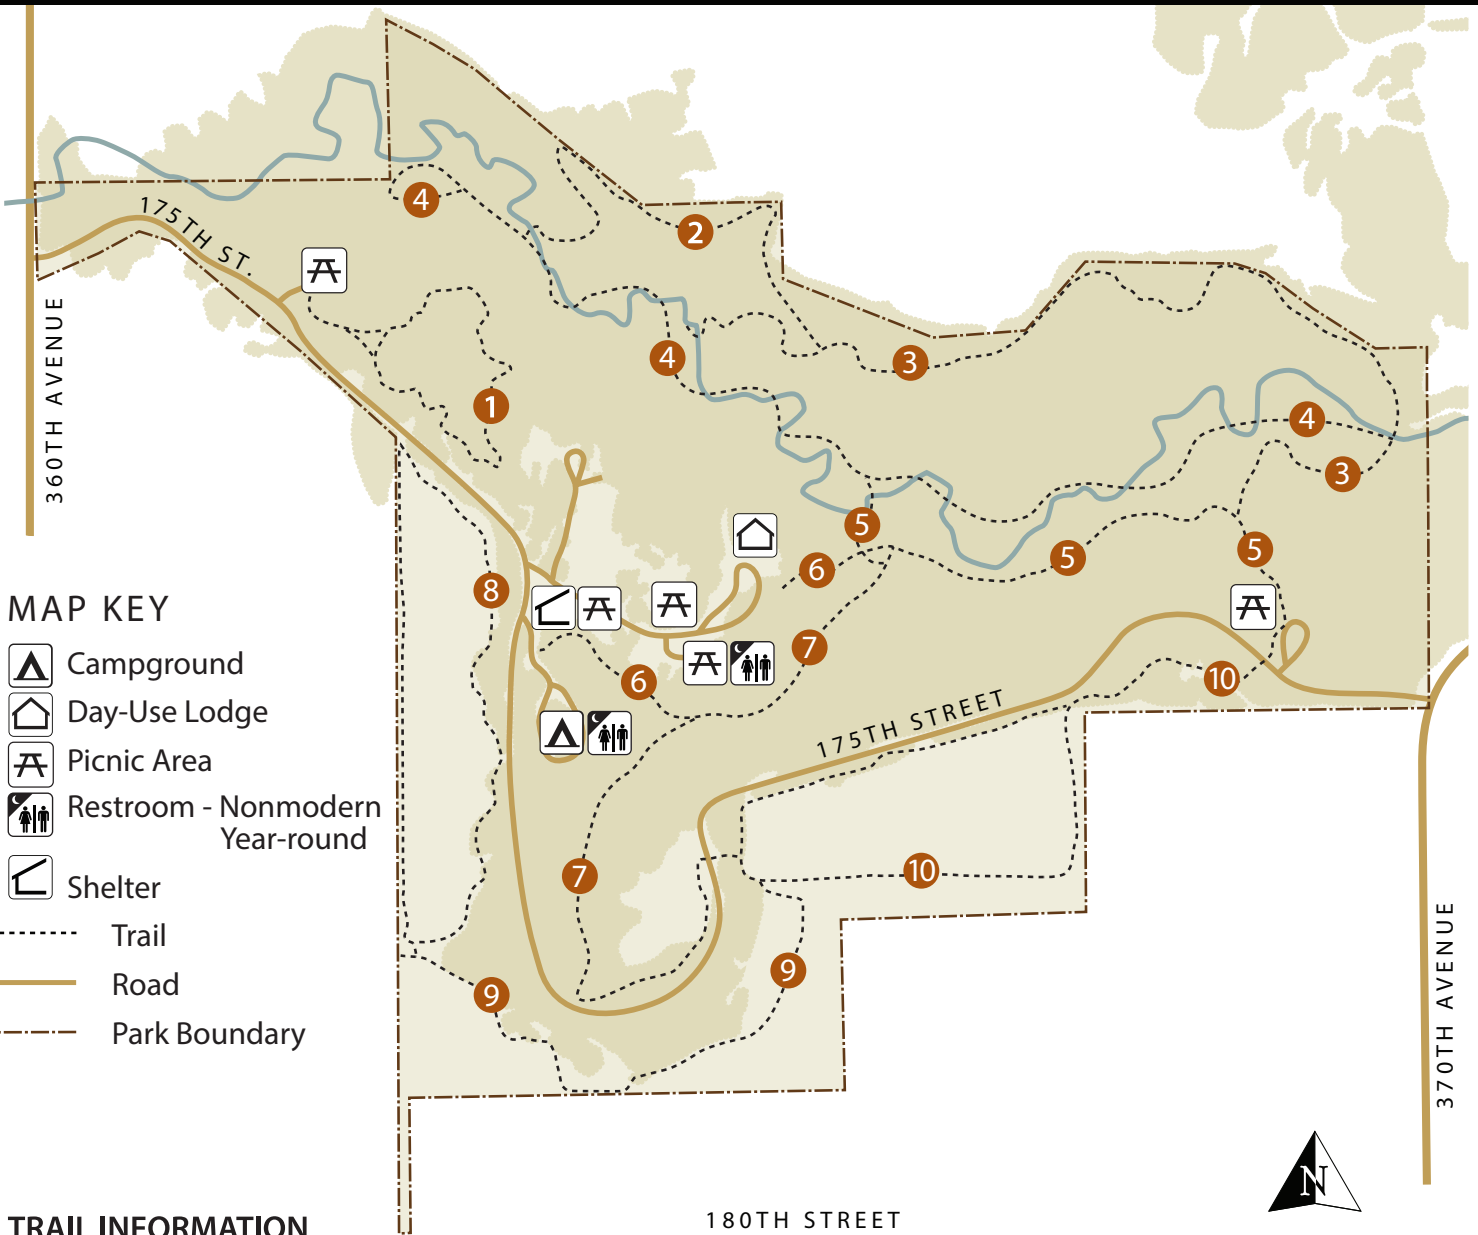 4
2
175TH ST.
360TH AVENUE
4
3
1
4
3
5
5
5
6
8
7
6
10
175TH STREET
MAP KEY
Campground
Day-Use Lodge
Picnic Area
Restroom - Nonmodern
Year-round
Shelter
Trail
Road
Park Boundary
7
10
9
9
370TH AVENUE
N
TRAIL INFORMATION
180TH STREET